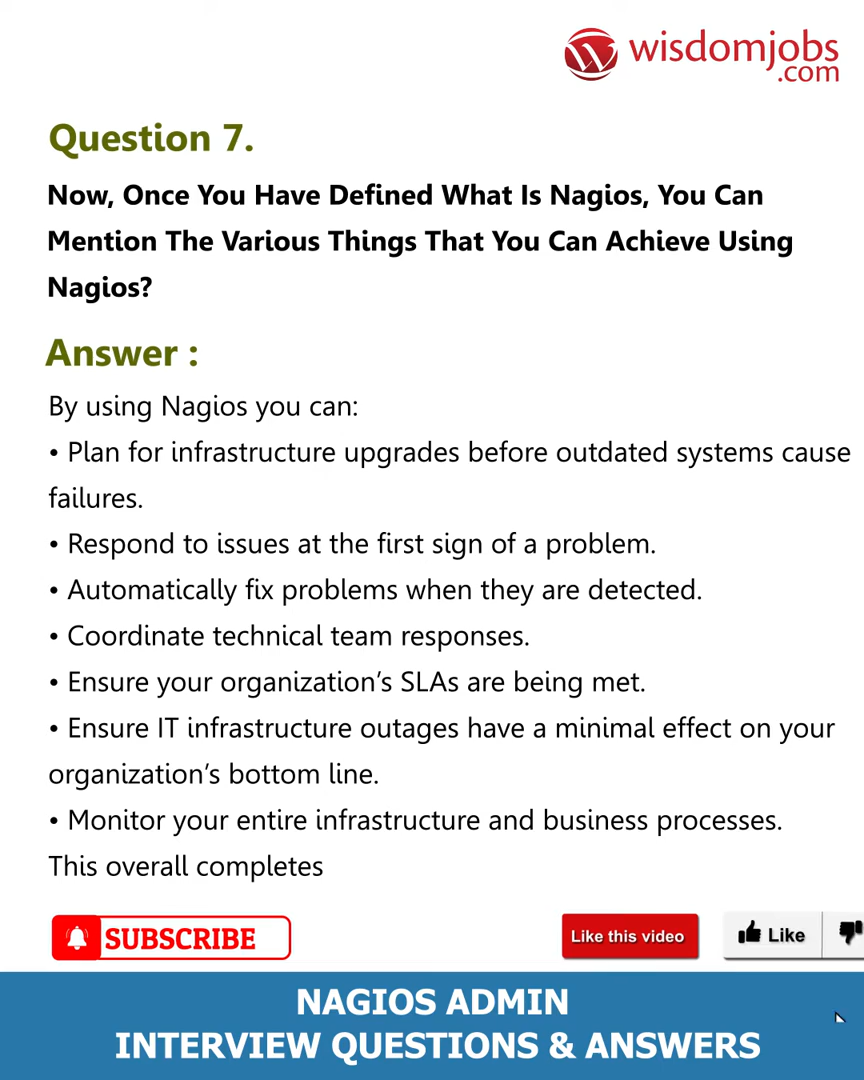 wisdomjobs
.com
Question 7.
Now, Once You Have Defined What Is Nagios, You Can
Mention The Various Things That You Can Achieve Using
Nagios?
Answer :
By using Nagios you can:
• Plan for infrastructure upgrades before outdated systems cause
failures.
• Respond to issues at the first sign of a problem.
• Automatically fix problems when they are detected.
• Coordinate technical team responses.
• Ensure your organization’s SLAs are being met.
• Ensure IT infrastructure outages have a minimal effect on your
organization’s bottom line.
• Monitor your entire infrastructure and business processes.
This overall completes
SUBSCRIBE
Like this video
Like
NAGIOS ADMIN
INTERVIEW QUESTIONS & ANSWERS